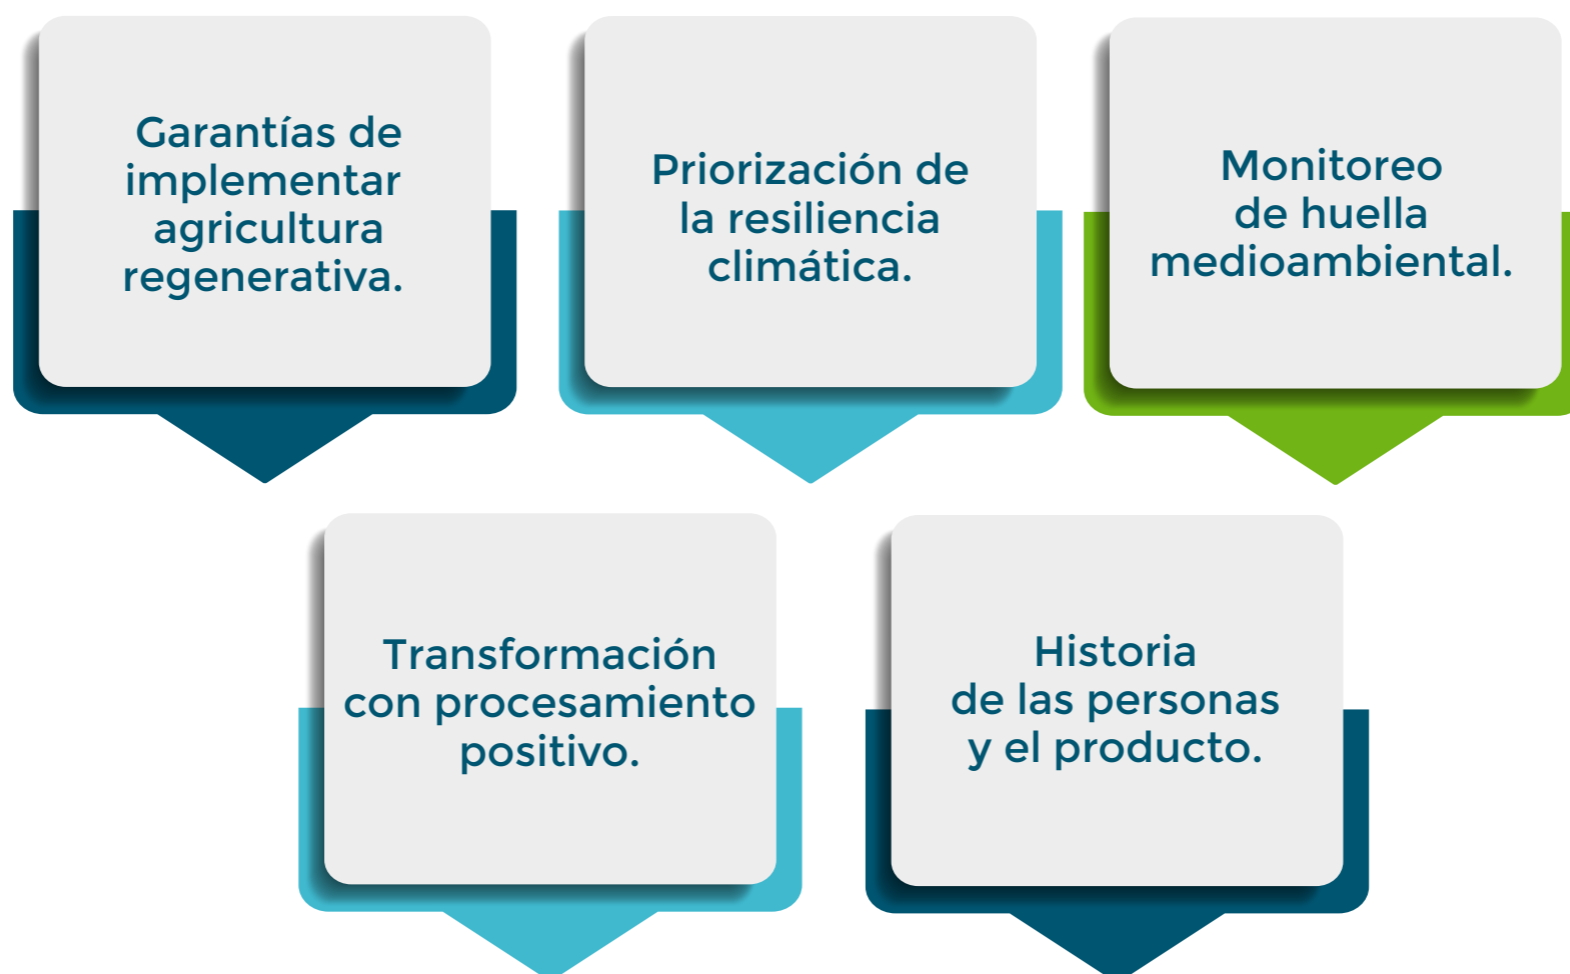 Garantías de
implementar
agricultura
regenerativa.
Priorización de
la resiliencia
climática.
Monitoreo
de huella
medioambiental.
Transformación
con procesamiento
positivo.
Historia
de las personas
y el producto.